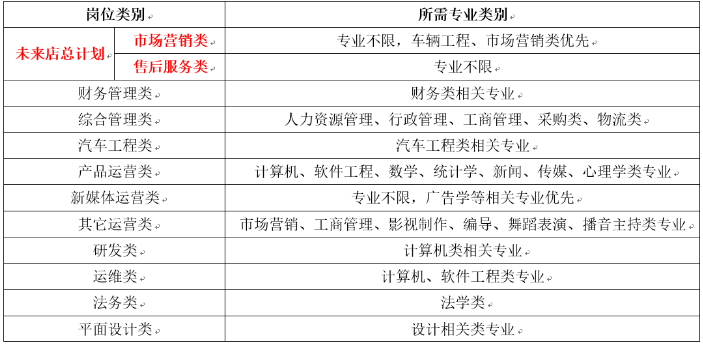 岗位类别 所需专业类别
未来店总计划 市场营销类 专业不限，车辆工程、市场营销类优先
售后服务类 专业不限
财务管理类 财务类相关专业
综合管理类 人力资源管理、行政管理、工商管理、采购类、物流类
汽车工程类 汽车工程类相关专业
产品运营类 计算机、软件工程、数学、统计学、新闻、传媒、心理学类专业
新媒体运营类 专业不限，广告学等相关专业优先
其它运营类 市场营销、工商管理、影视制作、编导、舞蹈表演、播音主持类专业
研发类 计算机类相关专业
运维类 计算机、软件工程类专业
法务类 法学类
平面设计类 设计相关类专业